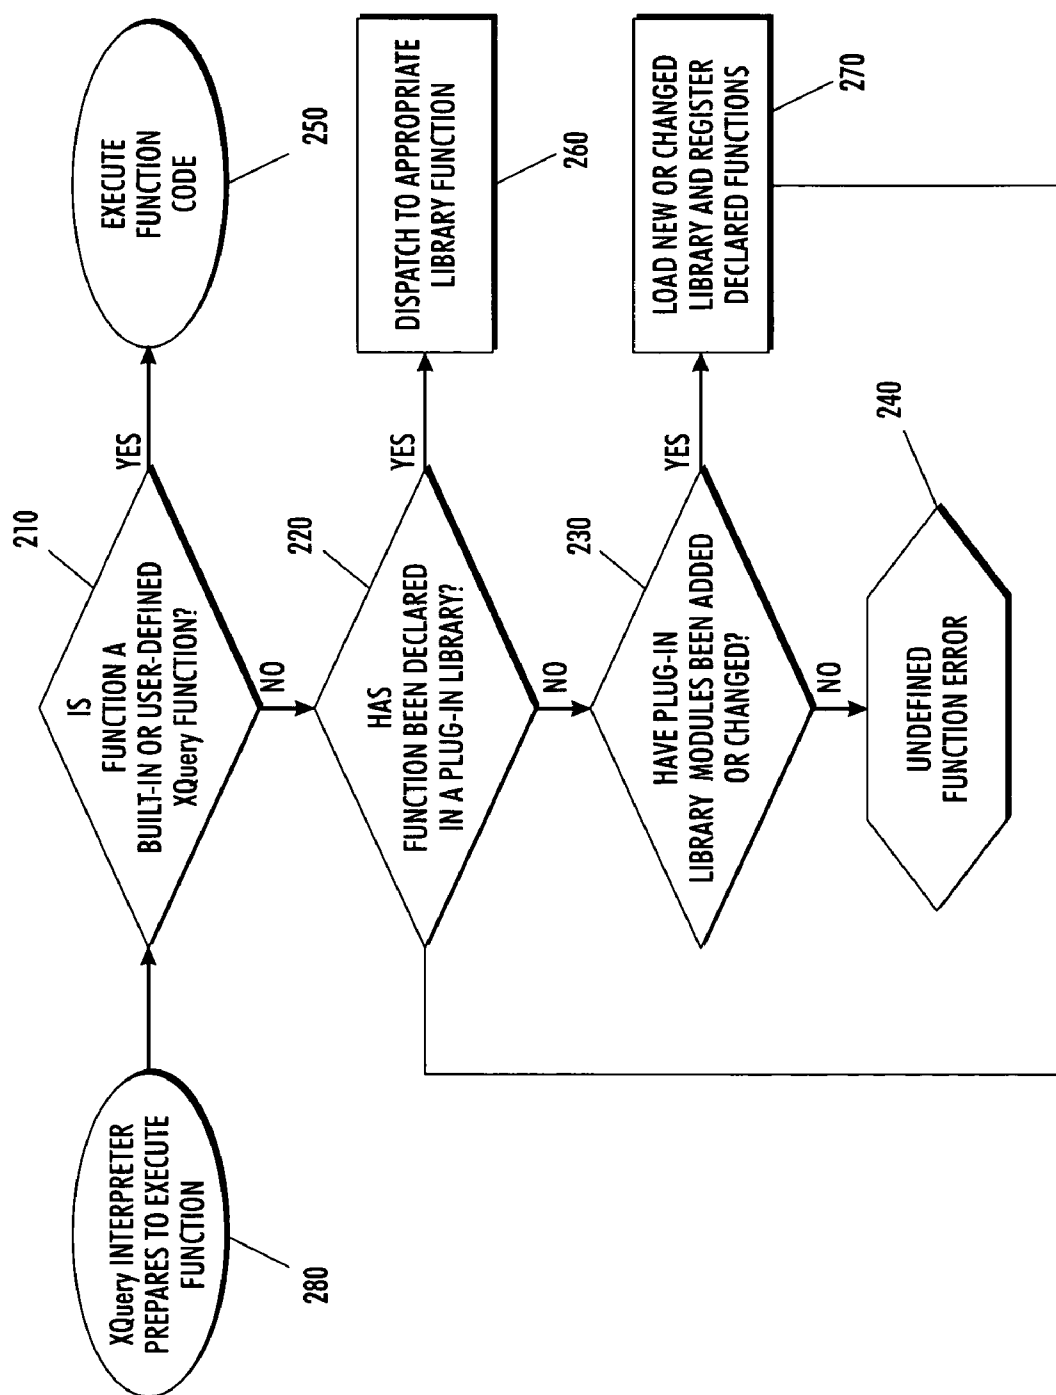 XQuery INTERPRETER
PREPARES TO EXECUTE
FUNCTION
280
IS
FUNCTION A
BUILT-IN OR USER-DEFINED
XQuery FUNCTION?
210
YES
EXECUTE
FUNCTION
CODE
250
NO
HAS
FUNCTION BEEN DECLARED
IN A PLUG-IN LIBRARY?
220
YES
DISPATCH TO APPROPRIATE
LIBRARY FUNCTION
260
NO
HAVE PLUG-IN
LIBRARY MODULES BEEN ADDED
OR CHANGED?
230
YES
LOAD NEW OR CHANGED
LIBRARY AND REGISTER
DECLARED FUNCTIONS
270
NO
UNDEFINED
FUNCTION ERROR
240